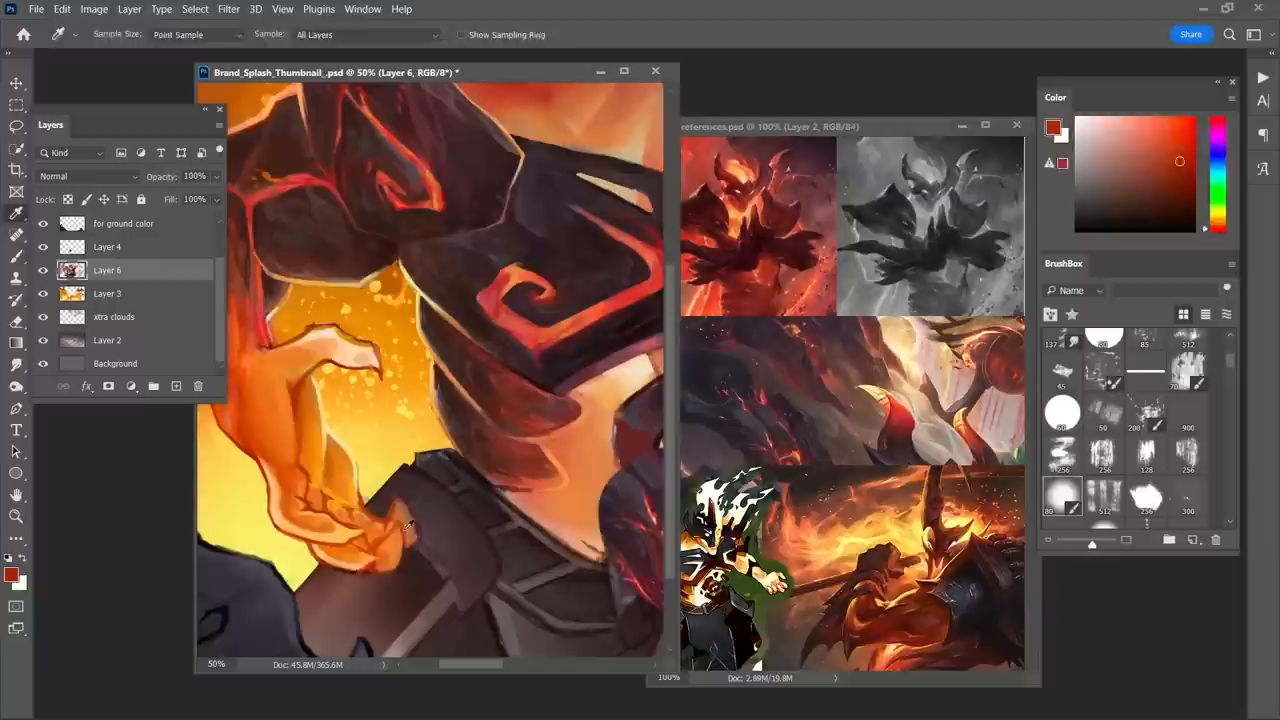 Ps File Edit Image Layer Type Select Filter 3D View Plugins Window Help
Sample Size: Point Sample Sample: All Layers Show Sampling Ring Share
Ps Brand_Splash_Thumbnail_.psd @ 50% (Layer 6, RGB/8*) *
references.psd @ 100% (Layer 2, RGB/8#)
Layers
Kind
Normal Opacity: 100%
Lock: Fill: 100%
for ground color
Layer 4
Layer 6
Layer 3
xtra clouds
Layer 2
Background
fx
50% Doc: 45.8M/365.6M
100% Doc: 2.89M/19.8M
Color
BrushBox
Name
137 85 512
45
50 200 900
256 256 128 256
80 512 256 300